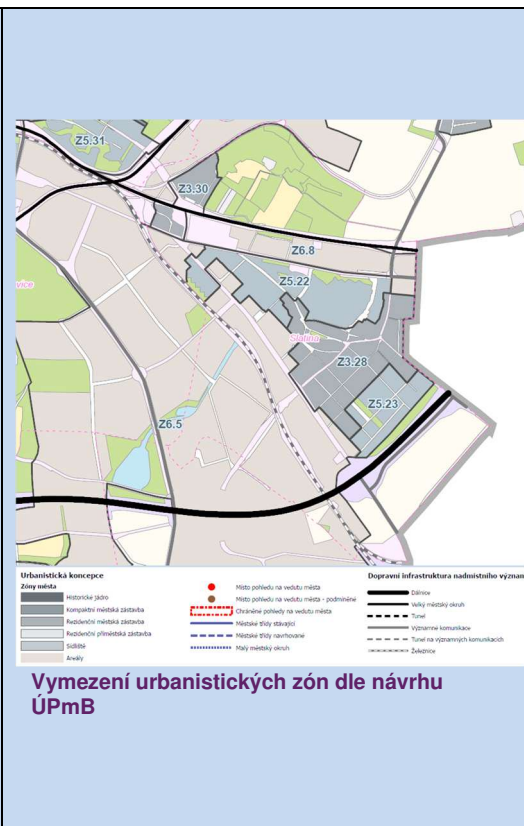 Z5.31
Z3.30
Z6.8
Z5.22
vice
Slatina
Z3.28
Z5.23
Z6.5
Urbanistická koncepce
Zóny města
Historické jádro
Kompaktní městská zástavba
Rezidenční městská zástavba
Rezidenční příměstská zástavba
Sídliště
Areály
Místo pohledu na vedutu města
Místo pohledu na vedutu města - podmíněné
Chráněné pohledy na vedutu města
Městské třídy stávající
Městské třídy navrhované
Malý městský okruh
Dopravní infrastruktura nadmístního význam
Dálnice
Velký městský okruh
Tunel
Významné komunikace
Tunel na významných komunikacích
Železnice
Vymezení urbanistických zón dle návrhu
ÚPmB